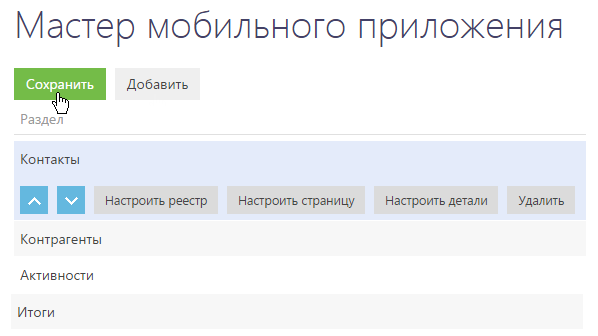 Мастер мобильного приложения
Сохранить Добавить
Раздел
Контакты
Настроить реестр Настроить страницу Настроить детали Удалить
Контрагенты
Активности
Итоги